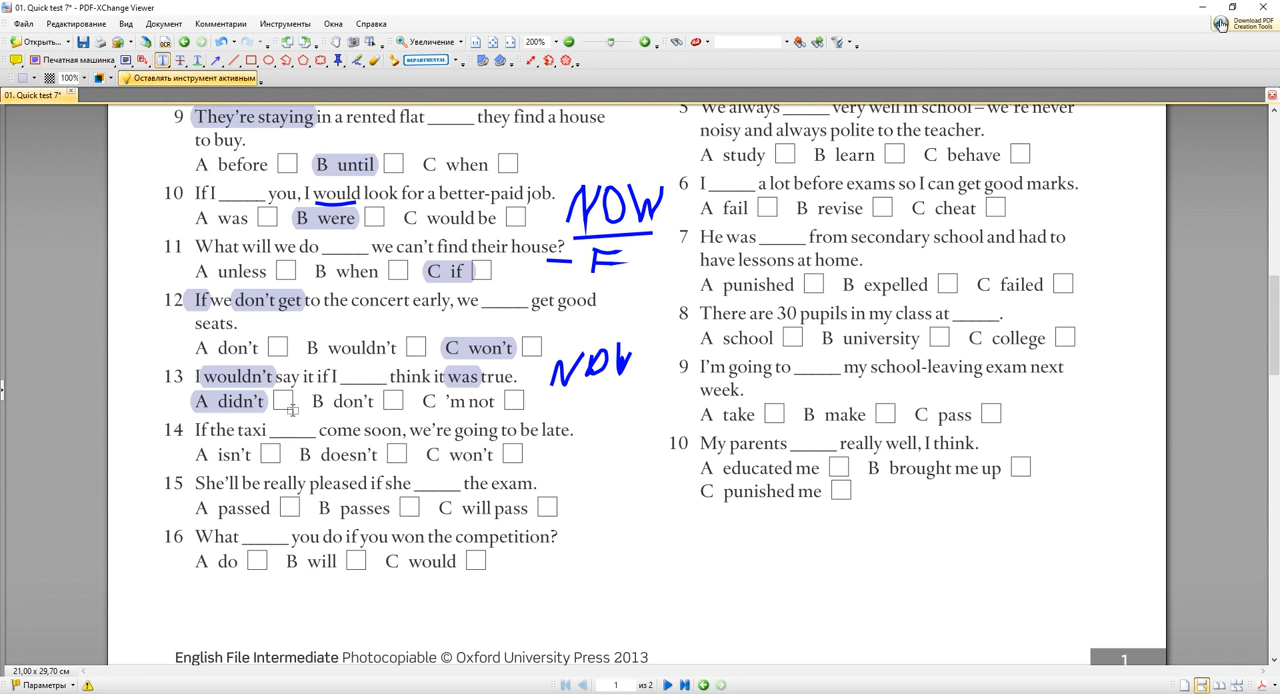 01. Quick test 7* - PDF-XChange Viewer
Файл Редактирование Вид Документ Комментарии Инструменты Окна Справка
Открыть... OCR Увеличение 200% Download PDF Creation Tools
Печатная машинка DEPARTMENTAL
100% Оставлять инструмент активным
01. Quick test 7*
9 They're staying in a rented flat _____ they find a house
to buy.
A before B until C when
10 If I _____ you, I would look for a better-paid job.
A was B were C would be
NOW
11 What will we do _____ we can't find their house?
A unless B when C if
– F
12 If we don't get to the concert early, we _____ get good
seats.
A don't B wouldn't C won't
13 I wouldn't say it if I _____ think it was true.
A didn't B don't C 'm not
NOW
14 If the taxi _____ come soon, we're going to be late.
A isn't B doesn't C won't
15 She'll be really pleased if she _____ the exam.
A passed B passes C will pass
16 What _____ you do if you won the competition?
A do B will C would
5 We always _____ very well in school – we're never
noisy and always polite to the teacher.
A study B learn C behave
6 I _____ a lot before exams so I can get good marks.
A fail B revise C cheat
7 He was _____ from secondary school and had to
have lessons at home.
A punished B expelled C failed
8 There are 30 pupils in my class at _____.
A school B university C college
9 I'm going to _____ my school-leaving exam next
week.
A take B make C pass
10 My parents _____ really well, I think.
A educated me B brought me up
C punished me
English File Intermediate Photocopiable © Oxford University Press 2013
1
21,00 x 29,70 см
Параметры 1 из 2